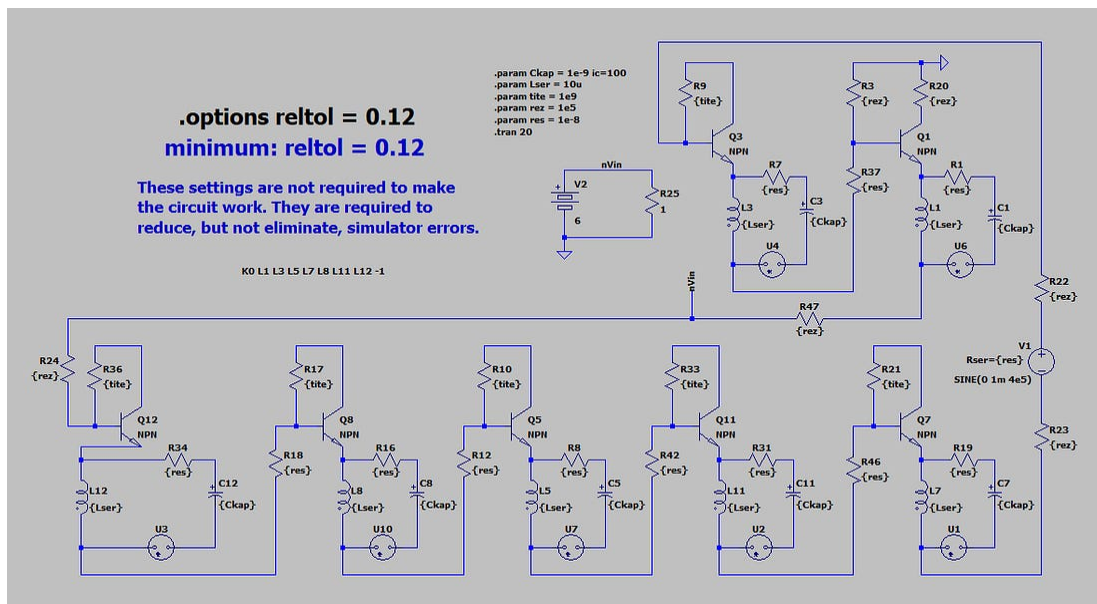 .options reltol = 0.12
minimum: reltol = 0.12
These settings are not required to make
the circuit work. They are required to
reduce, but not eliminate, simulator errors.
K0 L1 L3 L5 L7 L8 L11 L12 -1
.param Ckap = 1e-9 ic=100
.param Lser = 10u
.param tite = 1e9
.param rez = 1e5
.param res = 1e-8
.tran 20
nVin
V2
6
R25
1
R9
{tite}
Q3
NPN
R7
{res}
L3
{Lser}
C3
{Ckap}
U4
R3
{rez}
R37
{res}
R20
{rez}
Q1
NPN
R1
{res}
L1
{Lser}
C1
{Ckap}
U6
nVin
R47
{rez}
R22
{rez}
V1
Rser={res}
SINE(0 1m 4e5)
R23
{rez}
R24
{rez}
R36
{tite}
Q12
NPN
R34
{res}
L12
{Lser}
C12
{Ckap}
U3
R18
{res}
R17
{tite}
Q8
NPN
R16
{res}
L8
{Lser}
C8
{Ckap}
U10
R12
{res}
R10
{tite}
Q5
NPN
R8
{res}
L5
{Lser}
C5
{Ckap}
U7
R42
{res}
R33
{tite}
Q11
NPN
R31
{res}
L11
{Lser}
C11
{Ckap}
U2
R46
{res}
R21
{tite}
Q7
NPN
R19
{res}
L7
{Lser}
C7
{Ckap}
U1